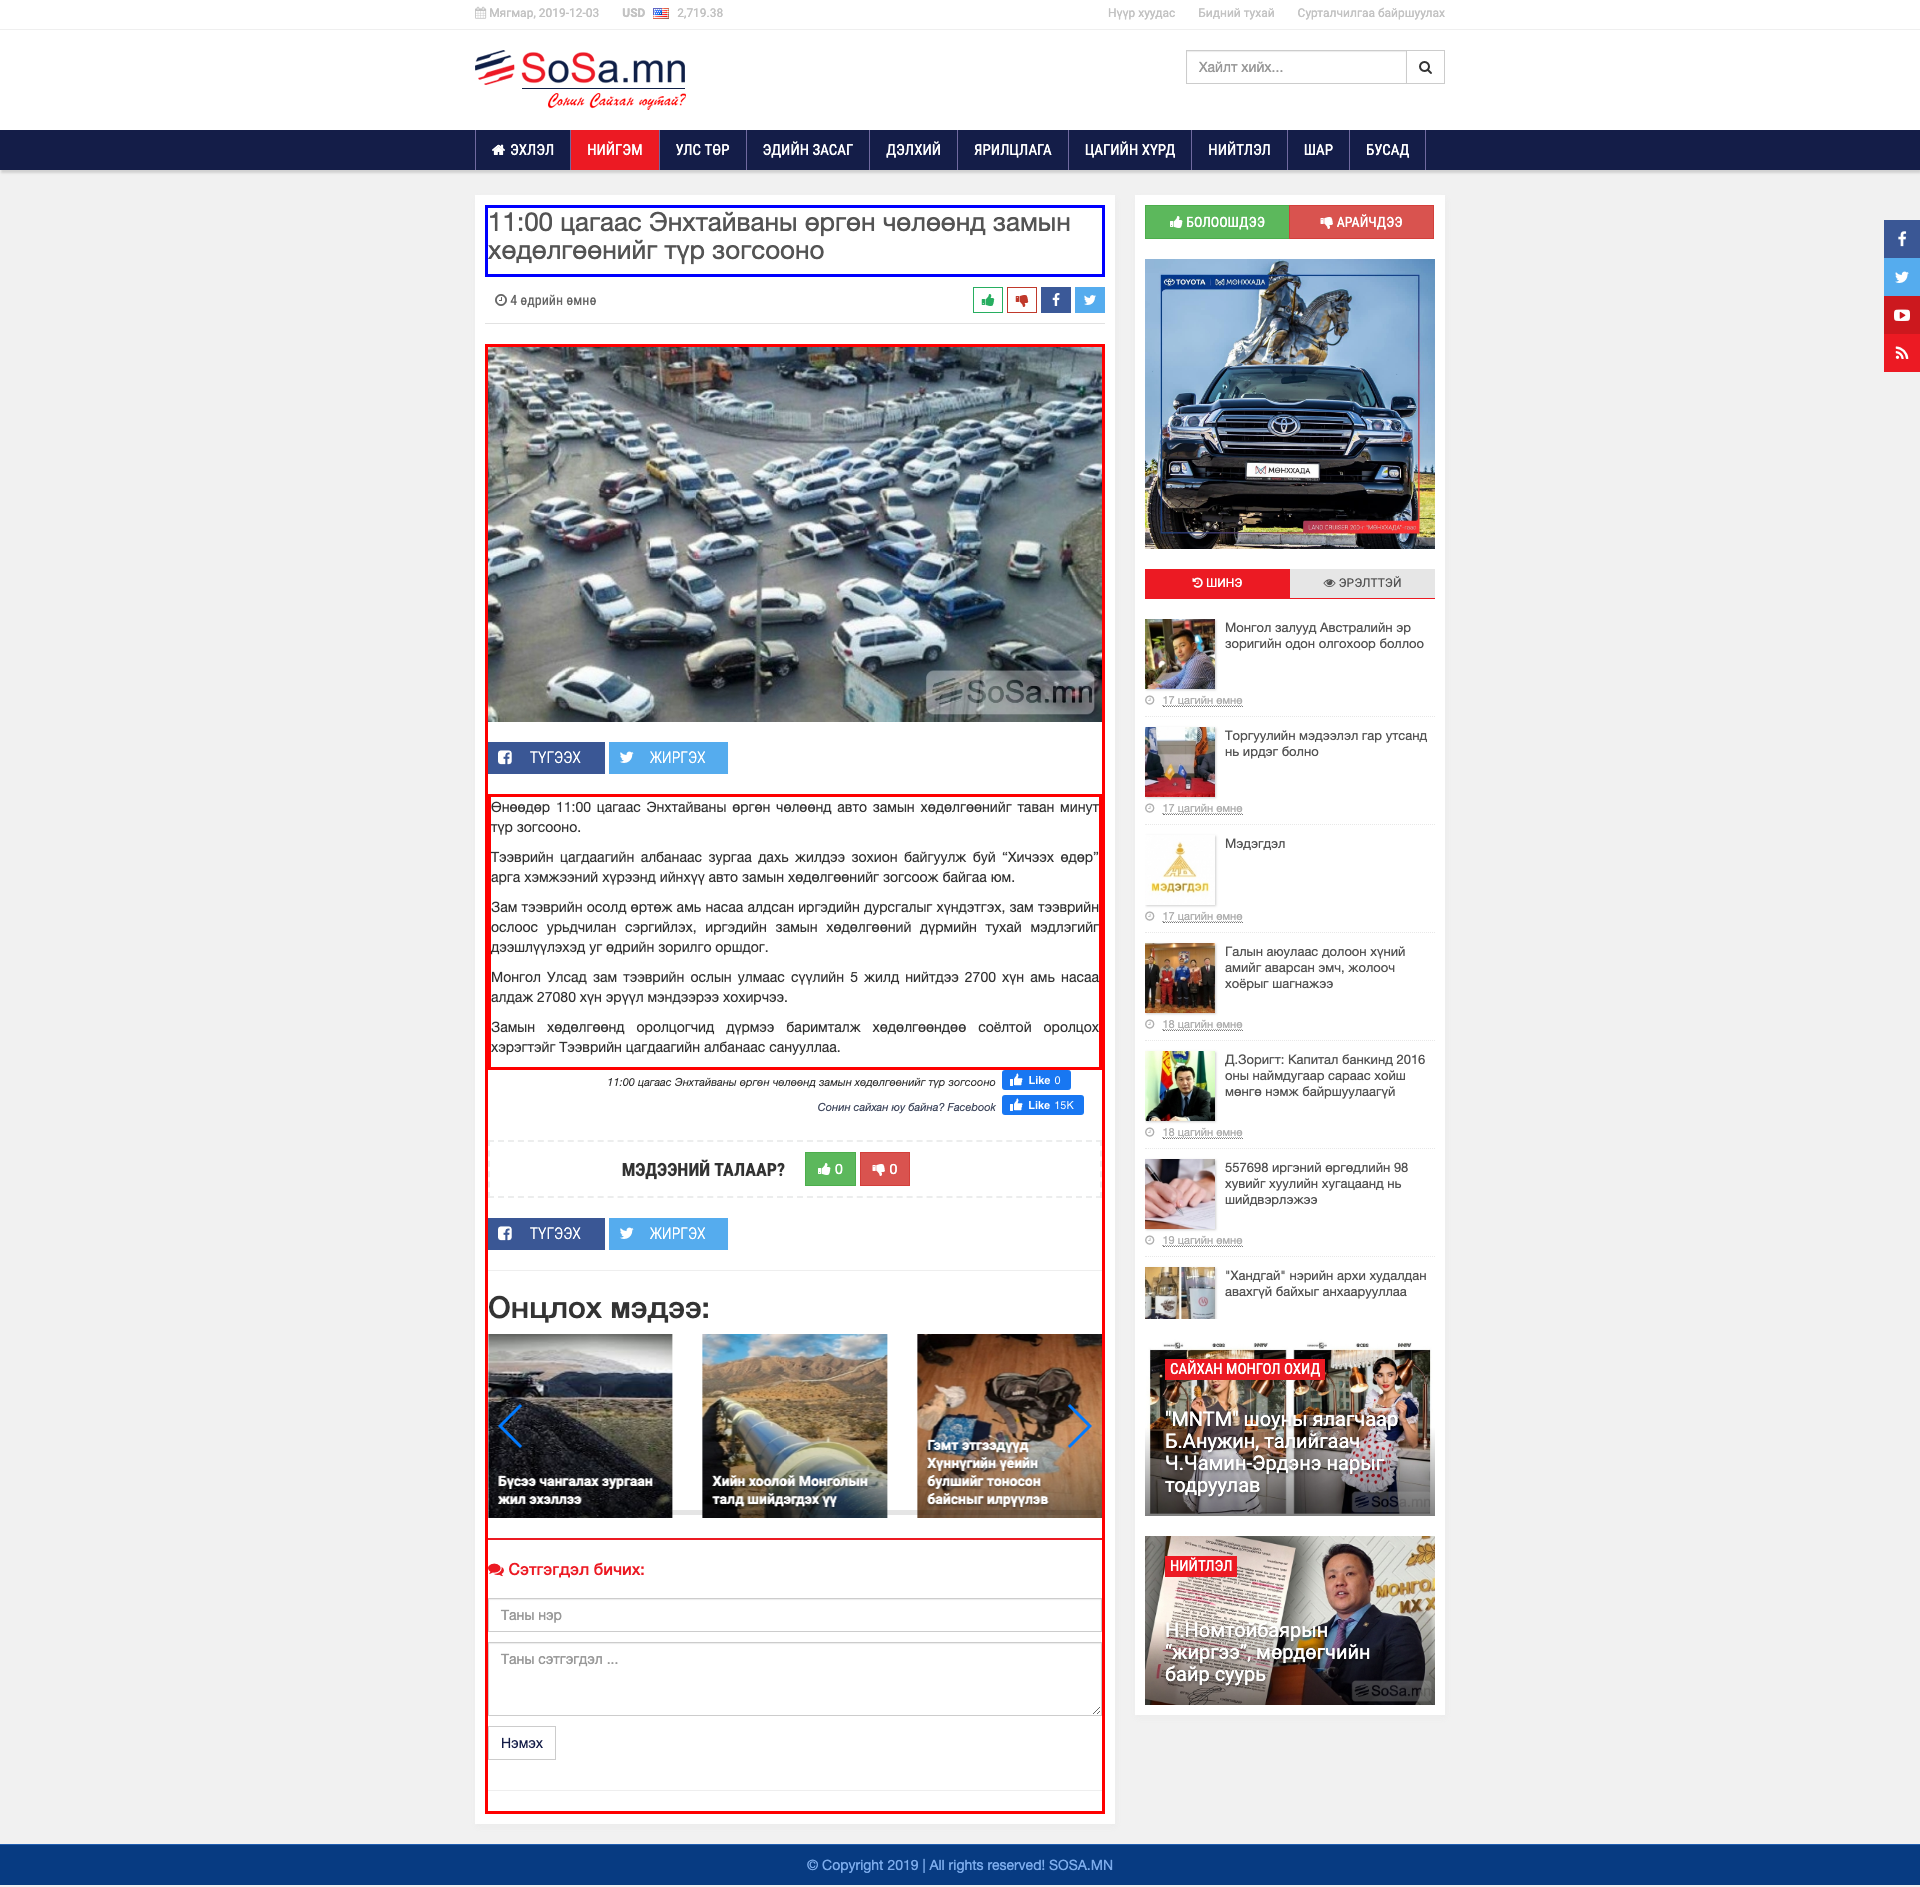 Мягмар, 2019-12-03 USD 2,719.38 Нүүр хуудас Бидний тухай Сурталчилгаа байршуулах
SoSa.mn
Сонин Сайхан юутай?
Хайлт хийх...
ЭХЛЭЛ НИЙГЭМ УЛС ТӨР ЭДИЙН ЗАСАГ ДЭЛХИЙ ЯРИЛЦЛАГА ЦАГИЙН ХҮРД НИЙТЛЭЛ ШАР БУСАД
11:00 цагаас Энхтайваны өргөн чөлөөнд замын
хөдөлгөөнийг түр зогсооно
4 өдрийн өмнө
SoSa.mn
ТҮГЭЭХ ЖИРГЭХ
Өнөөдөр 11:00 цагаас Энхтайваны өргөн чөлөөнд авто замын хөдөлгөөнийг таван минут
түр зогсооно.
Тээврийн цагдаагийн албанаас зургаа дахь жилдээ зохион байгуулж буй “Хичээх өдөр”
арга хэмжээний хүрээнд ийнхүү авто замын хөдөлгөөнийг зогсоож байгаа юм.
Зам тээврийн осолд өртөж амь насаа алдсан иргэдийн дурсгалыг хүндэтгэх, зам тээврийн
ослоос урьдчилан сэргийлэх, иргэдийн замын хөдөлгөөний дүрмийн тухай мэдлэгийг
дээшлүүлэхэд уг өдрийн зорилго оршдог.
Монгол Улсад зам тээврийн ослын улмаас сүүлийн 5 жилд нийтдээ 2700 хүн амь насаа
алдаж 27080 хүн эрүүл мэндээрээ хохирчээ.
Замын хөдөлгөөнд оролцогчид дүрмээ баримталж хөдөлгөөндөө соёлтой оролцох
хэрэгтэйг Тээврийн цагдаагийн албанаас санууллаа.
11:00 цагаас Энхтайваны өргөн чөлөөнд замын хөдөлгөөнийг түр зогсооно Like 0
Сонин сайхан юу байна? Facebook Like 15K
МЭДЭЭНИЙ ТАЛААР? 0 0
ТҮГЭЭХ ЖИРГЭХ
Онцлох мэдээ:
Бүсээ чангалах зургаан
жил эхэллээ
Хийн хоолой Монголын
талд шийдэгдэх үү
Гэмт этгээдүүд
Хүннүгийн үеийн
булшийг тоносон
байсныг илрүүлэв
Сэтгэгдэл бичих:
Таны нэр
Таны сэтгэгдэл ...
Нэмэх
БОЛООШДЭЭ АРАЙЧДЭЭ
TOYOTA МӨНХХАДА
МӨНХХАДА
ШИНЭ ЭРЭЛТТЭЙ
Монгол залууд Австралийн эр
зоригийн одон олгохоор боллоо
17 цагийн өмнө
Торгуулийн мэдээлэл гар утсанд
нь ирдэг болно
17 цагийн өмнө
Мэдэгдэл
МЭДЭГДЭЛ
17 цагийн өмнө
Галын аюулаас долоон хүний
амийг аварсан эмч, жолооч
хоёрыг шагнажээ
18 цагийн өмнө
Д.Зоригт: Капитал банкинд 2016
оны наймдугаар сараас хойш
мөнгө нэмж байршуулаагүй
18 цагийн өмнө
557698 иргэний өргөдлийн 98
хувийг хуулийн хугацаанд нь
шийдвэрлэжээ
19 цагийн өмнө
"Хандгай" нэрийн архи худалдан
авахгүй байхыг анхаарууллаа
САЙХАН МОНГОЛ ОХИД
"MNTM" шоуны ялагчаар
Б.Анужин, талийгаач
Ч.Чамин-Эрдэнэ нарыг
тодруулав
SoSa.mn
НИЙТЛЭЛ
Н.Номтойбаярын
"жиргээ", мөрдөгчийн
байр суурь
SoSa.mn
© Copyright 2019 | All rights reserved! SOSA.MN